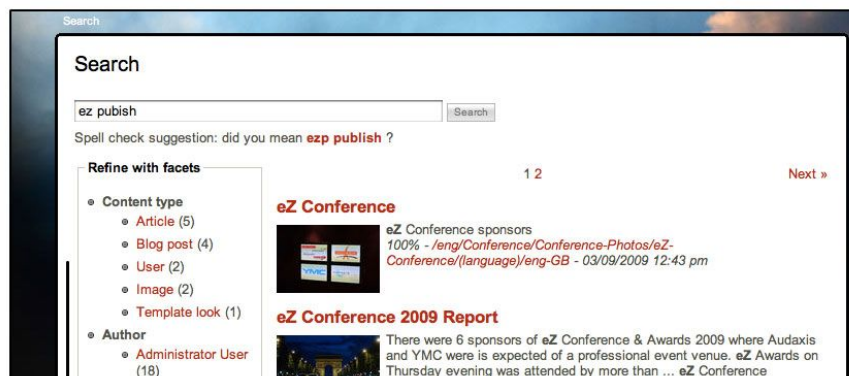 Search
Search
ez pubish
Search
Spell check suggestion: did you mean ezp publish ?
Refine with facets
Content type
Article (5)
Blog post (4)
User (2)
Image (2)
Template look (1)
Author
Administrator User
(18)
1 2
Next »
eZ Conference
eZ Conference sponsors
100% - /eng/Conference/Conference-Photos/eZ-
Conference/(language)/eng-GB - 03/09/2009 12:43 pm
YMC
eZ Conference 2009 Report
There were 6 sponsors of eZ Conference & Awards 2009 where Audaxis
and YMC were is expected of a professional event venue. eZ Awards on
Thursday evening was attended by more than ... eZ Conference